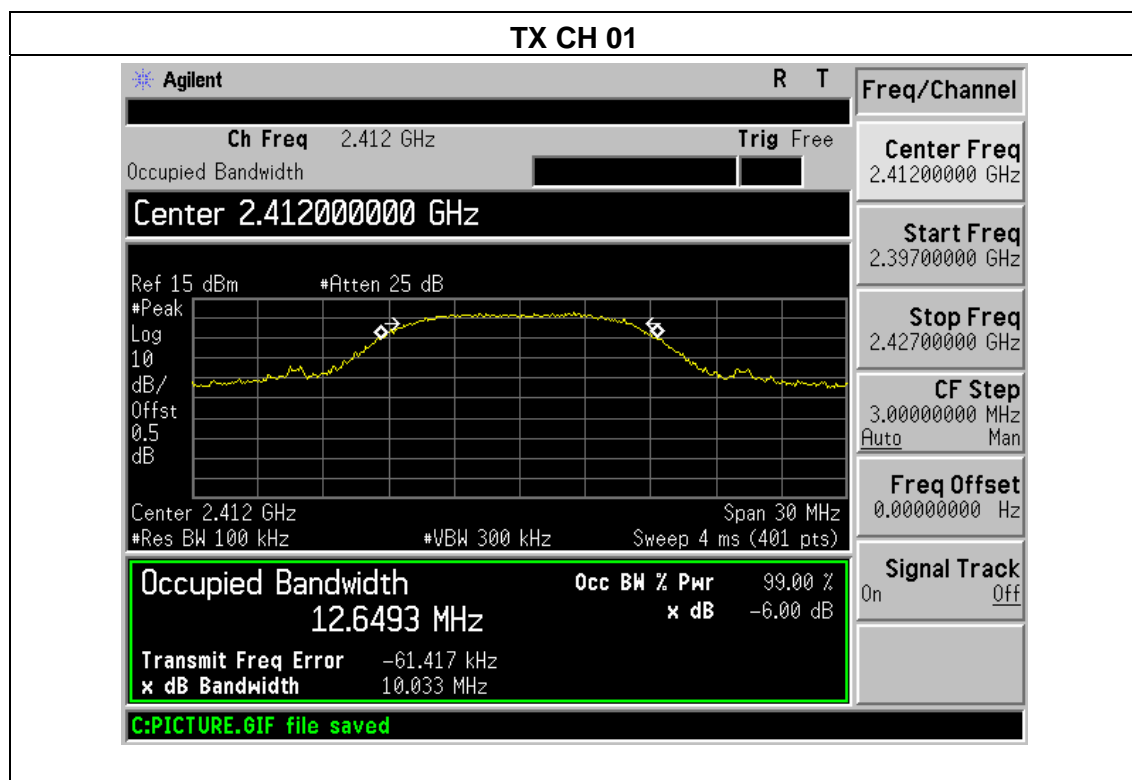 TX CH 01
Agilent R T
Ch Freq 2.412 GHz Trig Free
Occupied Bandwidth
Center 2.412000000 GHz
Ref 15 dBm #Atten 25 dB
#Peak
Log
10
dB/
Offst
0.5
dB
Center 2.412 GHz Span 30 MHz
#Res BW 100 kHz #VBW 300 kHz Sweep 4 ms (401 pts)
Occupied Bandwidth Occ BW % Pwr 99.00 %
12.6493 MHz x dB -6.00 dB
Transmit Freq Error -61.417 kHz
x dB Bandwidth 10.033 MHz
C:PICTURE.GIF file saved
Freq/Channel
Center Freq
2.41200000 GHz
Start Freq
2.39700000 GHz
Stop Freq
2.42700000 GHz
CF Step
3.00000000 MHz
Auto Man
Freq Offset
0.00000000 Hz
Signal Track
On Off